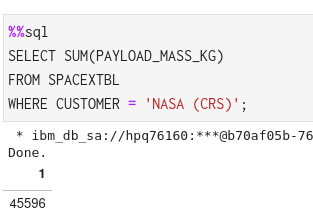 %%sql
SELECT SUM(PAYLOAD_MASS_KG)
FROM SPACEXTBL
WHERE CUSTOMER = 'NASA (CRS)';
* ibm_db_sa://hpq76160:***@b70af05b-76
Done.
1
45596